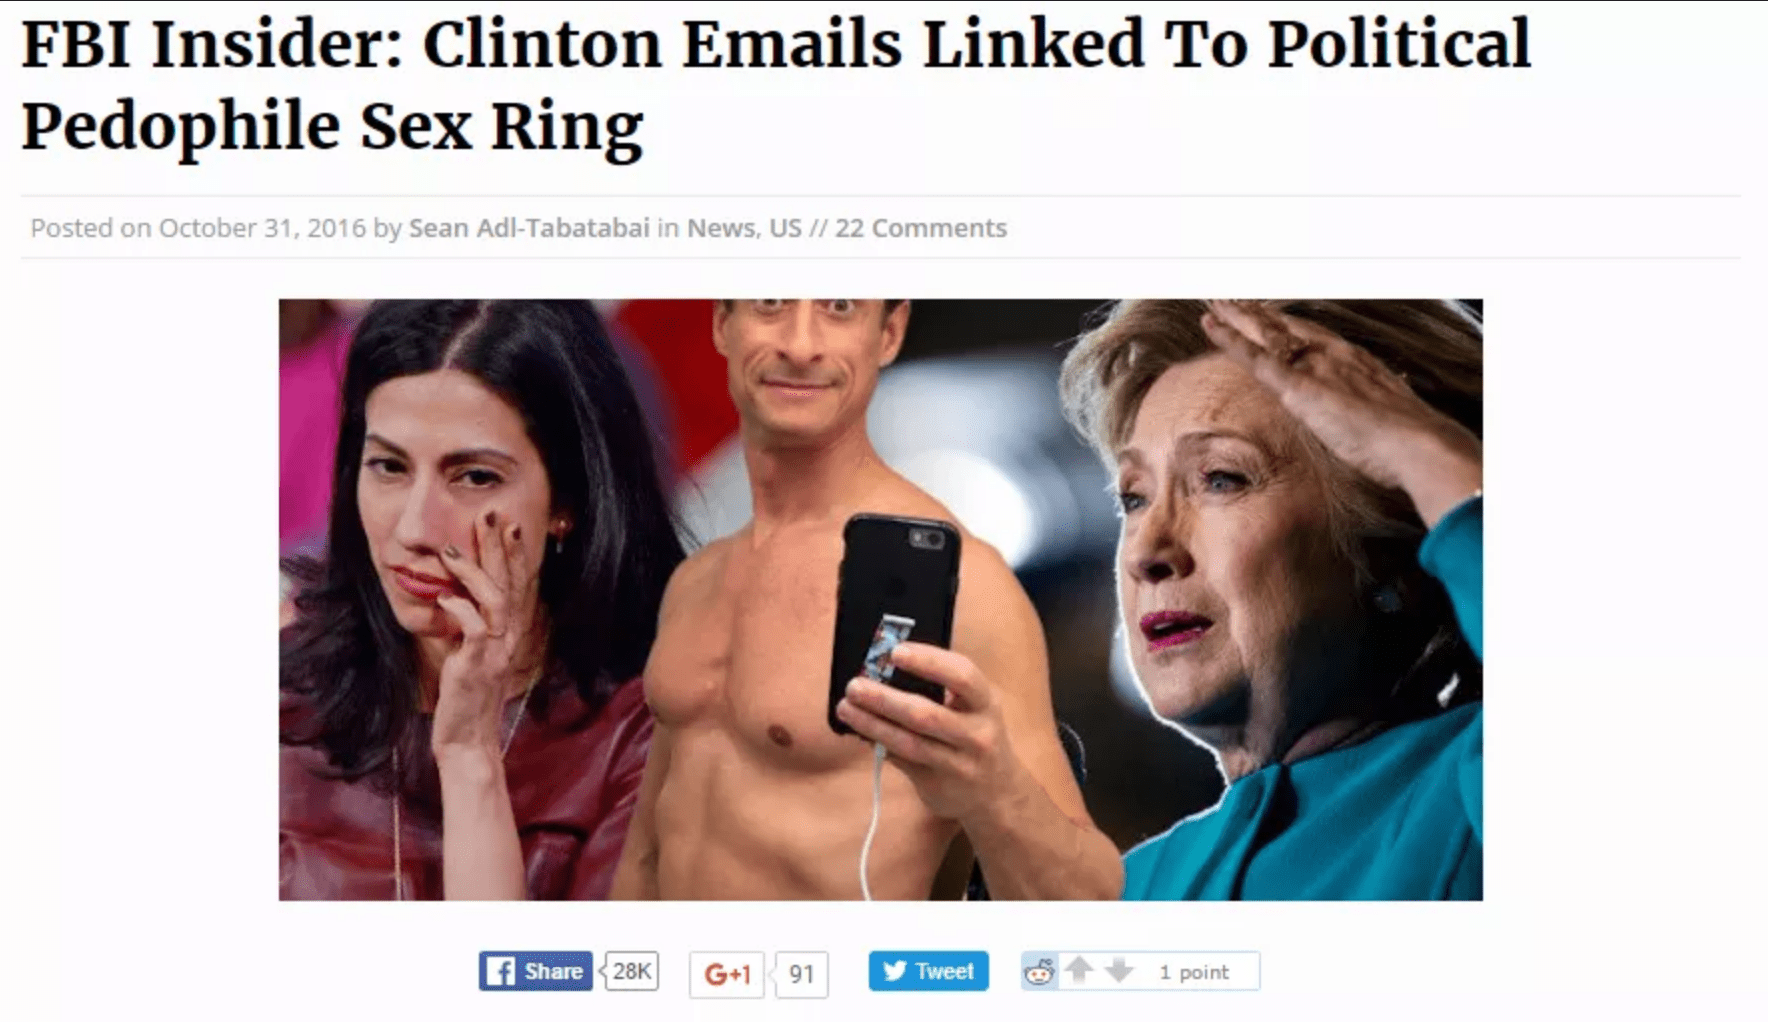 FBI Insider: Clinton Emails Linked To Political
Pedophile Sex Ring
Posted on October 31, 2016 by Sean Adl-Tabatabai in News, US // 22 Comments
f Share 28K G+1 91 Tweet 1 point